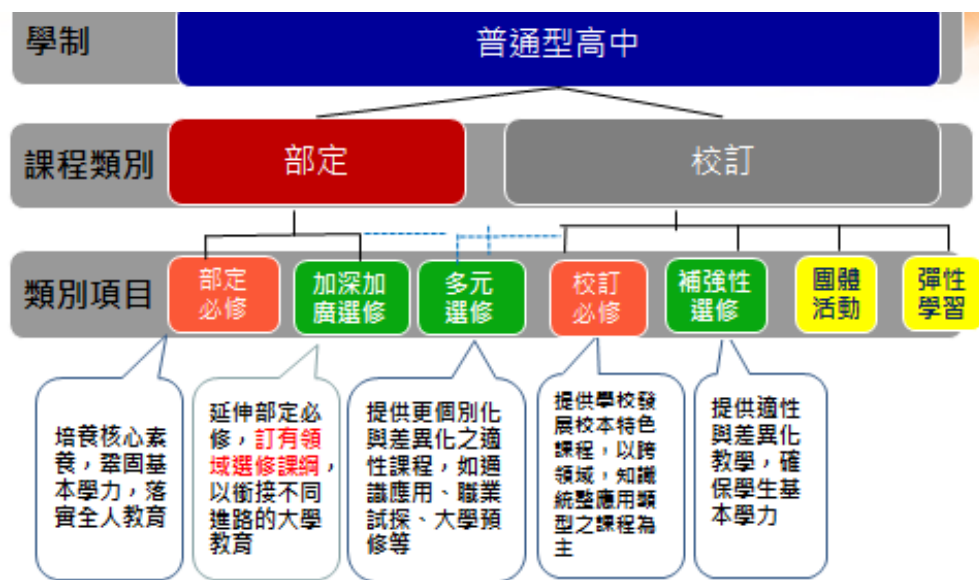 學制
普通型高中
課程類別
部定
校訂
類別項目
部定
必修
加深加
廣選修
多元
選修
校訂
必修
補強性
選修
團體
活動
彈性
學習
培養核心素
養，鞏固基
本學力，落
實全人教育
延伸部定必
修，訂有領
域選修課綱，
以銜接不同
進路的大學
教育
提供更個別化
與差異化之適
性課程，如通
識應用、職業
試探、大學預
修等
提供學校發
展校本特色
課程，以跨
領域，知識
統整應用類
型之課程為
主
提供適性
與差異化
教學，確
保學生基
本學力